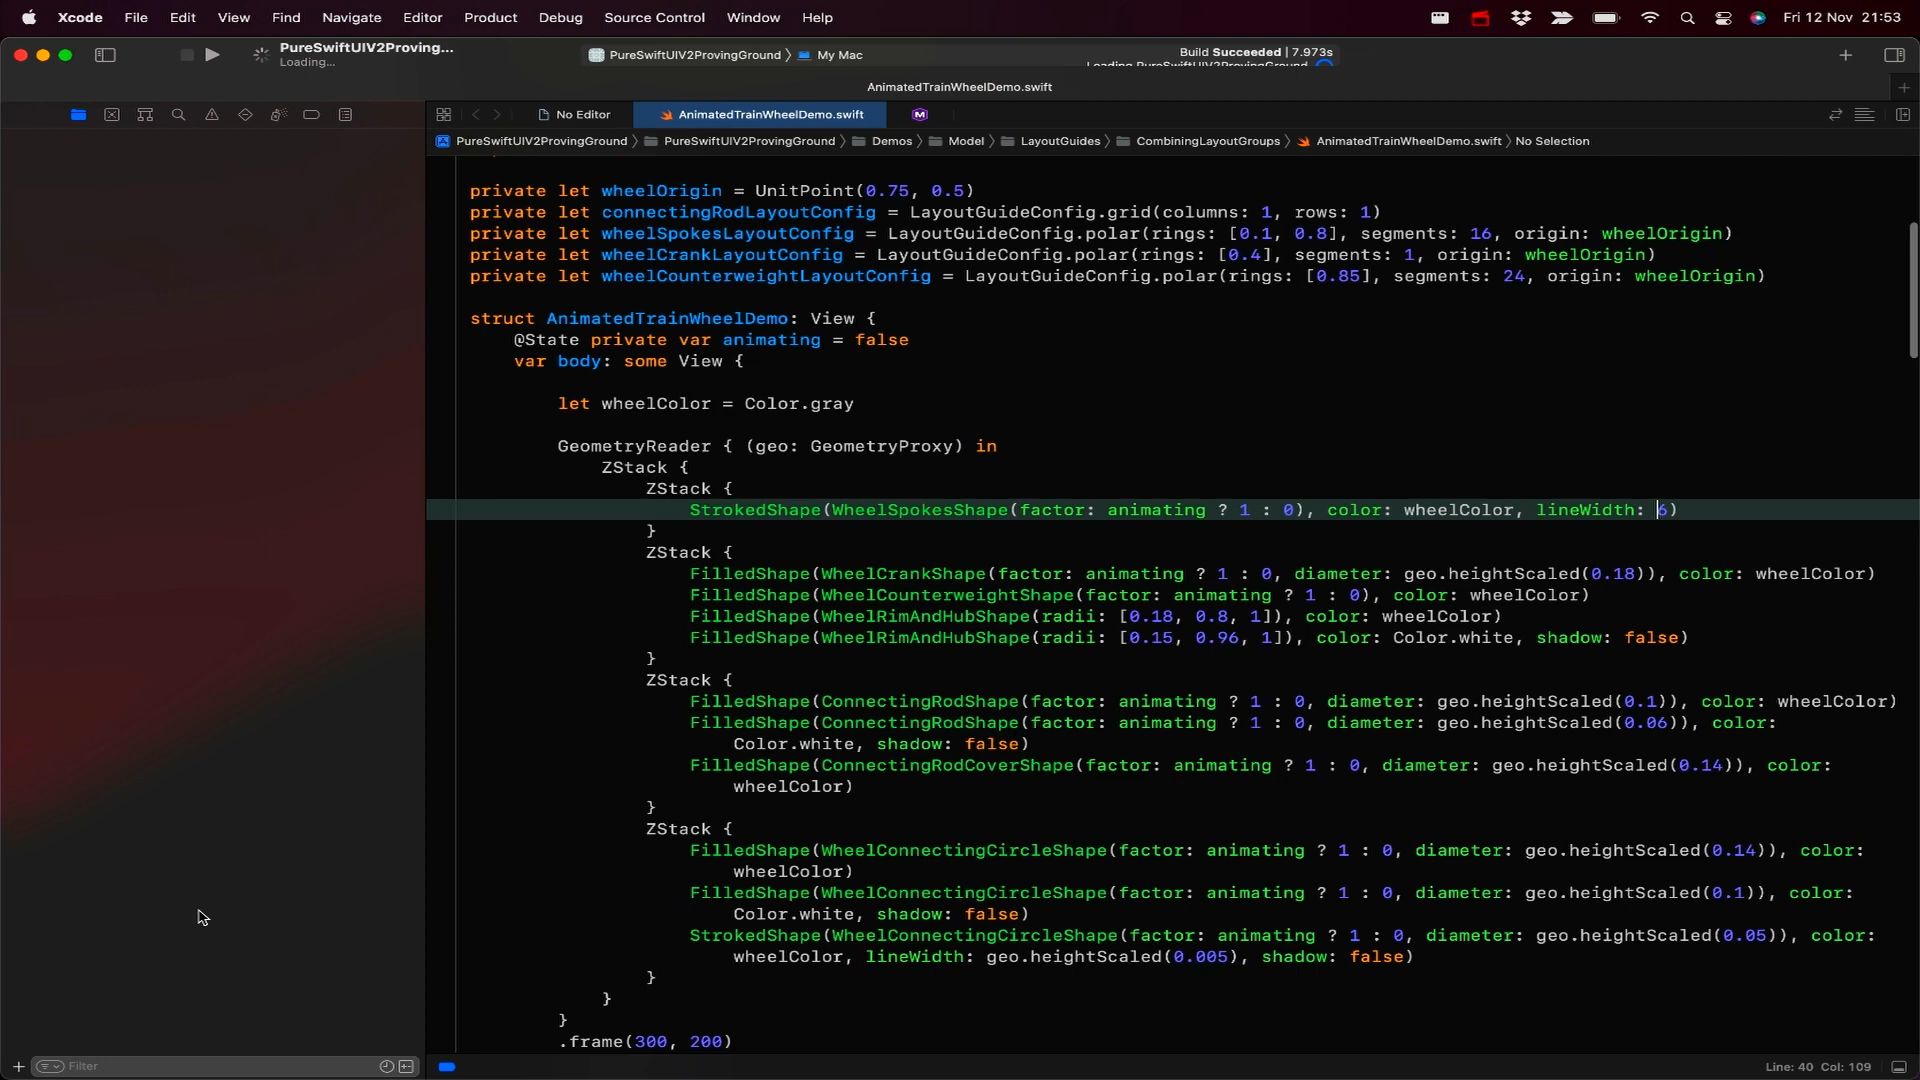 Xcode File Edit View Find Navigate Editor Product Debug Source Control Window Help Fri 12 Nov 21:53
PureSwiftUIV2Proving...
Loading...
PureSwiftUIV2ProvingGround My Mac
Build Succeeded | 7.973s
Loading PureSwiftUIV2ProvingGround
AnimatedTrainWheelDemo.swift
No Editor AnimatedTrainWheelDemo.swift
PureSwiftUIV2ProvingGround PureSwiftUIV2ProvingGround Demos Model LayoutGuides CombiningLayoutGroups AnimatedTrainWheelDemo.swift No Selection
private let wheelOrigin = UnitPoint(0.75, 0.5)
private let connectingRodLayoutConfig = LayoutGuideConfig.grid(columns: 1, rows: 1)
private let wheelSpokesLayoutConfig = LayoutGuideConfig.polar(rings: [0.1, 0.8], segments: 16, origin: wheelOrigin)
private let wheelCrankLayoutConfig = LayoutGuideConfig.polar(rings: [0.4], segments: 1, origin: wheelOrigin)
private let wheelCounterweightLayoutConfig = LayoutGuideConfig.polar(rings: [0.85], segments: 24, origin: wheelOrigin)
struct AnimatedTrainWheelDemo: View {
@State private var animating = false
var body: some View {
let wheelColor = Color.gray
GeometryReader { (geo: GeometryProxy) in
ZStack {
ZStack {
StrokedShape(WheelSpokesShape(factor: animating ? 1 : 0), color: wheelColor, lineWidth: 6)
}
ZStack {
FilledShape(WheelCrankShape(factor: animating ? 1 : 0, diameter: geo.heightScaled(0.18)), color: wheelColor)
FilledShape(WheelCounterweightShape(factor: animating ? 1 : 0), color: wheelColor)
FilledShape(WheelRimAndHubShape(radii: [0.18, 0.8, 1]), color: wheelColor)
FilledShape(WheelRimAndHubShape(radii: [0.15, 0.96, 1]), color: Color.white, shadow: false)
}
ZStack {
FilledShape(ConnectingRodShape(factor: animating ? 1 : 0, diameter: geo.heightScaled(0.1)), color: wheelColor)
FilledShape(ConnectingRodShape(factor: animating ? 1 : 0, diameter: geo.heightScaled(0.06)), color:
Color.white, shadow: false)
FilledShape(ConnectingRodCoverShape(factor: animating ? 1 : 0, diameter: geo.heightScaled(0.14)), color:
wheelColor)
}
ZStack {
FilledShape(WheelConnectingCircleShape(factor: animating ? 1 : 0, diameter: geo.heightScaled(0.14)), color:
wheelColor)
FilledShape(WheelConnectingCircleShape(factor: animating ? 1 : 0, diameter: geo.heightScaled(0.1)), color:
Color.white, shadow: false)
StrokedShape(WheelConnectingCircleShape(factor: animating ? 1 : 0, diameter: geo.heightScaled(0.05)), color:
wheelColor, lineWidth: geo.heightScaled(0.005), shadow: false)
}
}
}
.frame(300, 200)
Filter
Line: 40 Col: 109